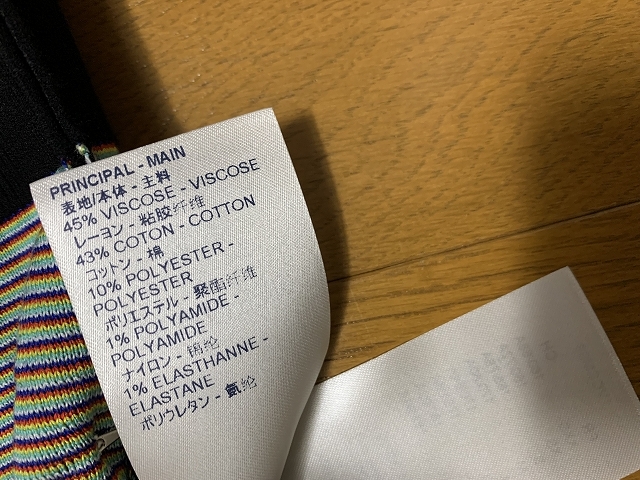 PRINCIPAL - MAIN
表地/本体 - 主料
45% VISCOSE - VISCOSE
レーヨン - 粘胶纤维
43% COTON - COTTON
コットン - 棉
10% POLYESTER -
POLYESTER
ポリエステル - 聚酯纤维
1% POLYAMIDE -
POLYAMIDE
ナイロン - 锦纶
1% ELASTHANNE -
ELASTANE
ポリウレタン - 氨纶